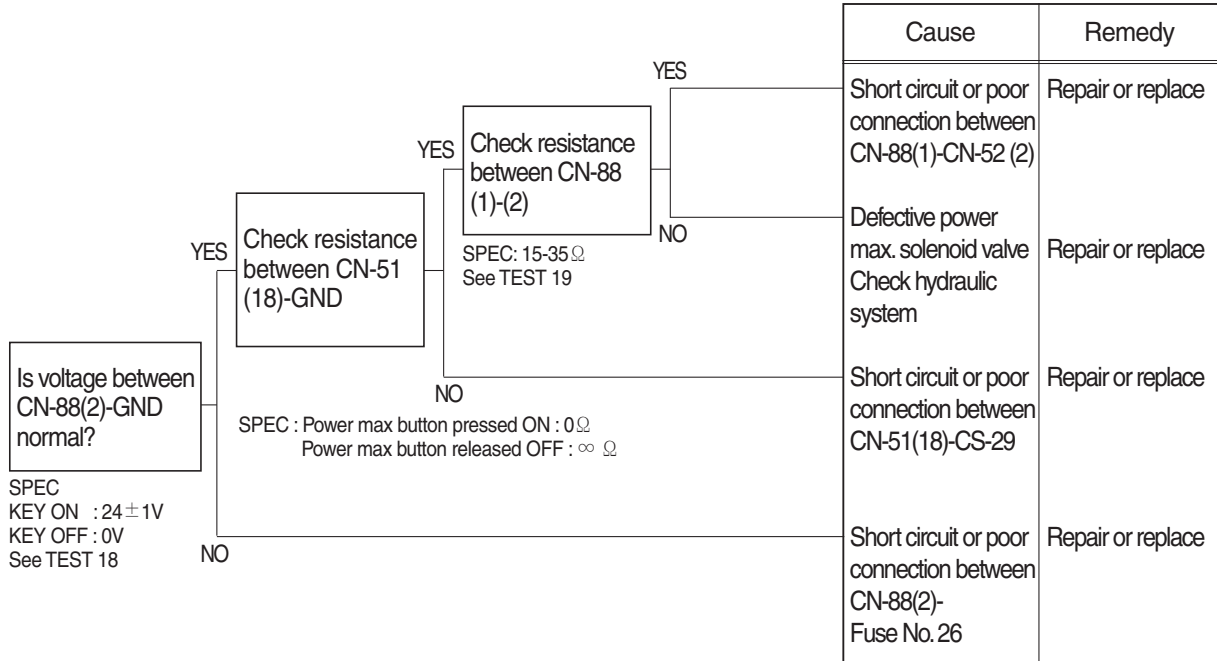 Cause
Remedy
YES
Short circuit or poor
connection between
CN-88(1)-CN-52 (2)
Repair or replace
YES
Check resistance
between CN-88
(1)-(2)
SPEC: 15-35Ω
See TEST 19
NO
Defective power
max. solenoid valve
Check hydraulic
system
Repair or replace
YES
Check resistance
between CN-51
(18)-GND
NO
SPEC : Power max button pressed ON : 0Ω
Power max button released OFF : ∞ Ω
Short circuit or poor
connection between
CN-51(18)-CS-29
Repair or replace
Is voltage between
CN-88(2)-GND
normal?
SPEC
KEY ON : 24±1V
KEY OFF : 0V
See TEST 18
NO
Short circuit or poor
connection between
CN-88(2)-
Fuse No. 26
Repair or replace